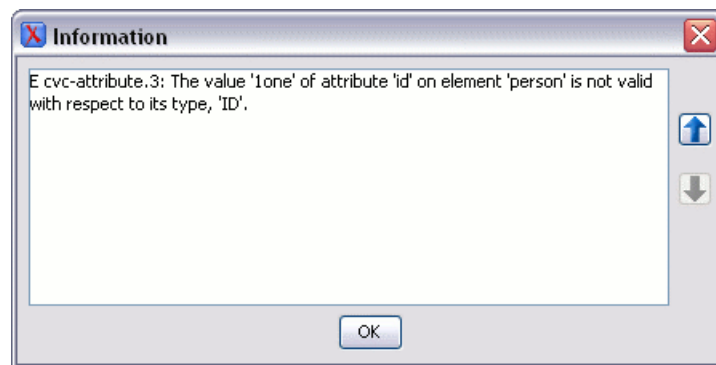 Information
E cvc-attribute.3: The value '1one' of attribute 'id' on element 'person' is not valid
with respect to its type, 'ID'.
OK